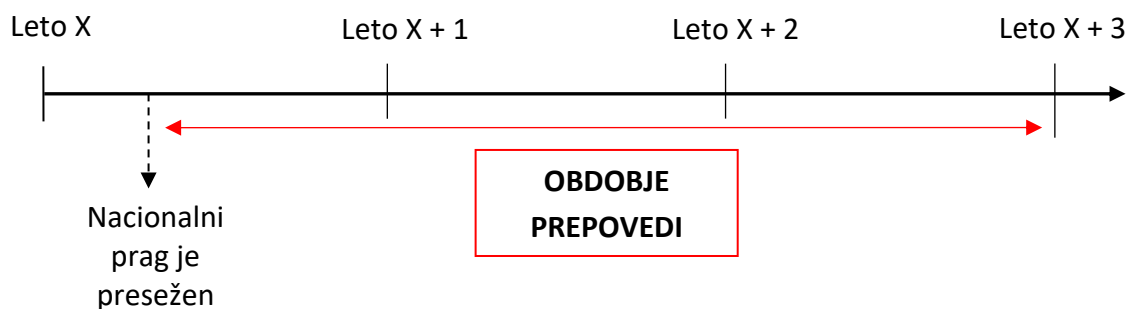 Leto X
Leto X + 1
Leto X + 2
Leto X + 3
OBDOBJE
PREPOVEDI
Nacionalni
prag je
presežen